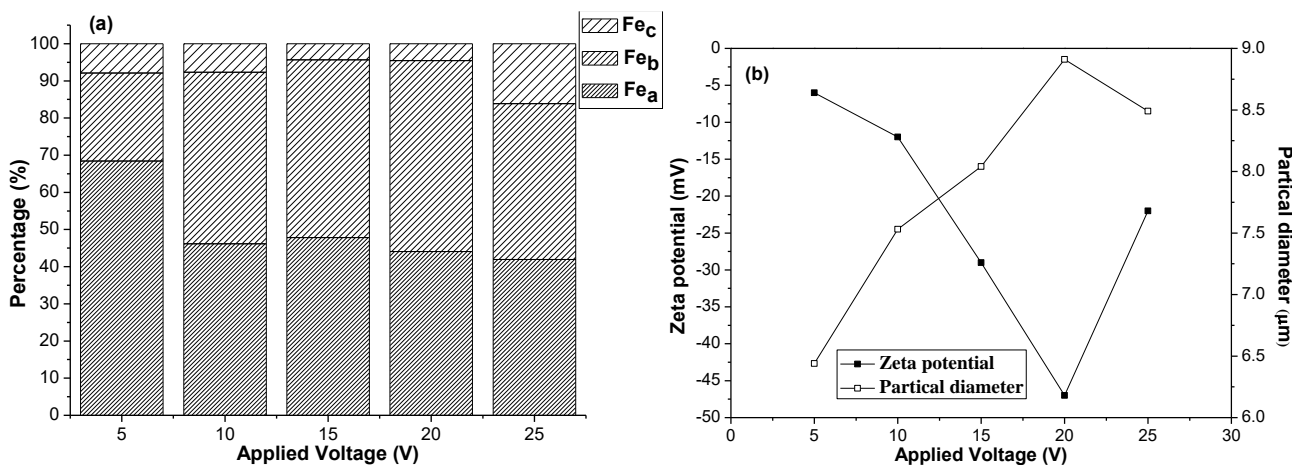 (a)
Fec
Feb
Fea
100
90
80
70
60
50
40
30
20
10
0
Percentage (%)
5 10 15 20 25
Applied Voltage (V)
(b)
0
-5
-10
-15
-20
-25
-30
-35
-40
-45
-50
Zeta potential (mV)
9.0
8.5
8.0
7.5
7.0
6.5
6.0
Partical diameter (μm)
Zeta potential
Partical diameter
0 5 10 15 20 25 30
Applied Voltage (V)